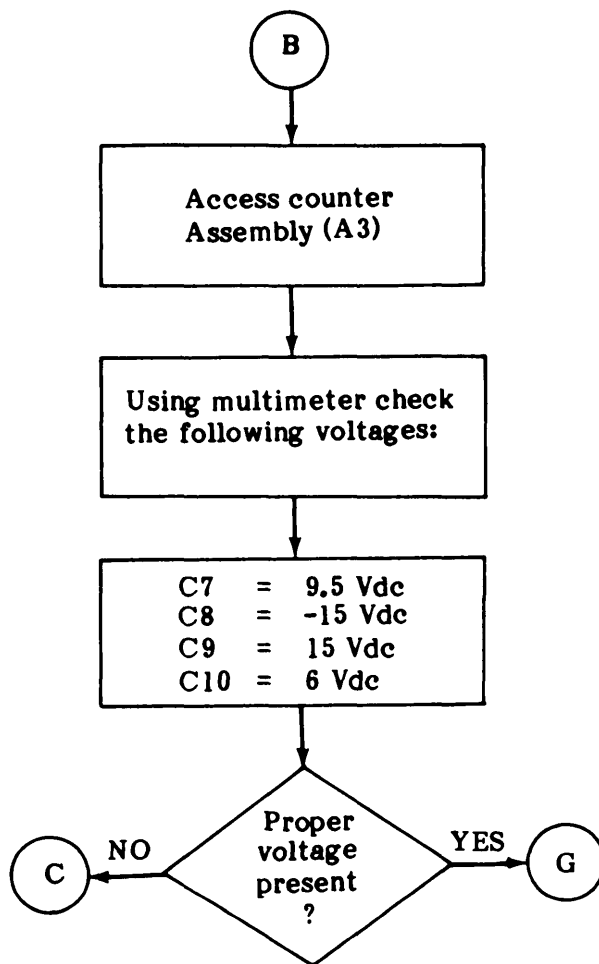 B
Access counter
Assembly (A3)
Using multimeter check
the following voltages:
C7 = 9.5 Vdc
C8 = -15 Vdc
C9 = 15 Vdc
C10 = 6 Vdc
Proper
voltage
present
?
NO
YES
C
G